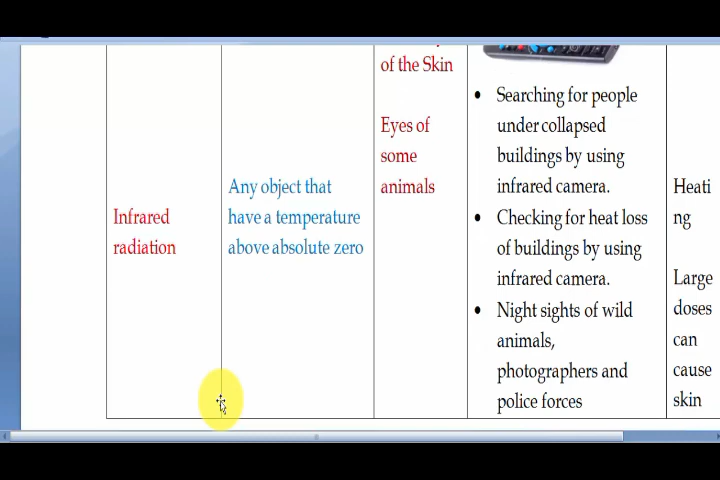 Infrared
radiation
Any object that
have a temperature
above absolute zero
of the Skin
Eyes of
some
animals
• Searching for people
under collapsed
buildings by using
infrared camera.
• Checking for heat loss
of buildings by using
infrared camera.
• Night sights of wild
animals,
photographers and
police forces
Heati
ng
Large
doses
can
cause
skin